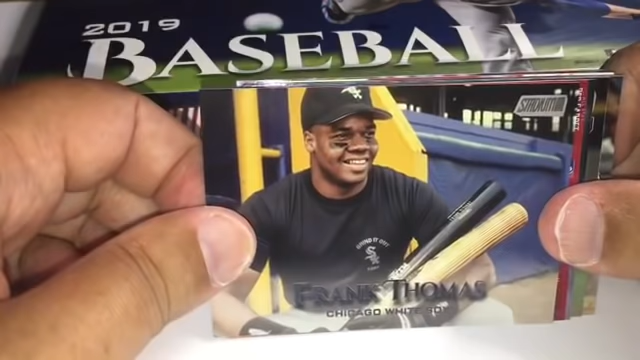 2019
BASEBALL
STADIUM
FRANK THOMAS
CHICAGO WHITE SOX